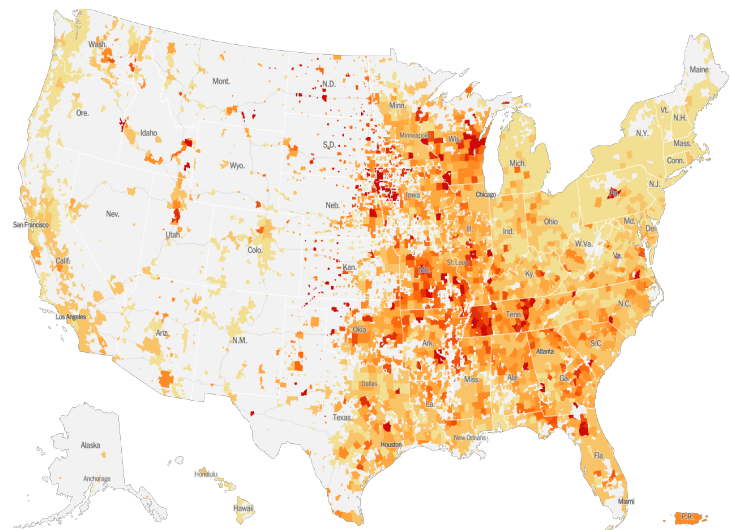 Wash.
Mont.
N.D.
Minn.
Maine
Ore.
Idaho
S.D.
Minneapolis
Wis.
Mich.
Vt.
N.H.
N.Y.
Mass.
Conn.
Wyo.
Neb.
Iowa
Chicago
N.J.
San Francisco
Nev.
Utah
Colo.
Ill.
Ind.
Ohio
Md.
Del.
W.Va.
Va.
Calif.
Kan.
Mo.
St. Louis
Ky.
Los Angeles
Ariz.
N.M.
Okla.
Ark.
Tenn.
N.C.
S.C.
Atlanta
Dallas
Miss.
Ala.
Ga.
Texas
La.
Houston
New Orleans
Fla.
Miami
Alaska
Anchorage
Honolulu
Hawaii
P.R.